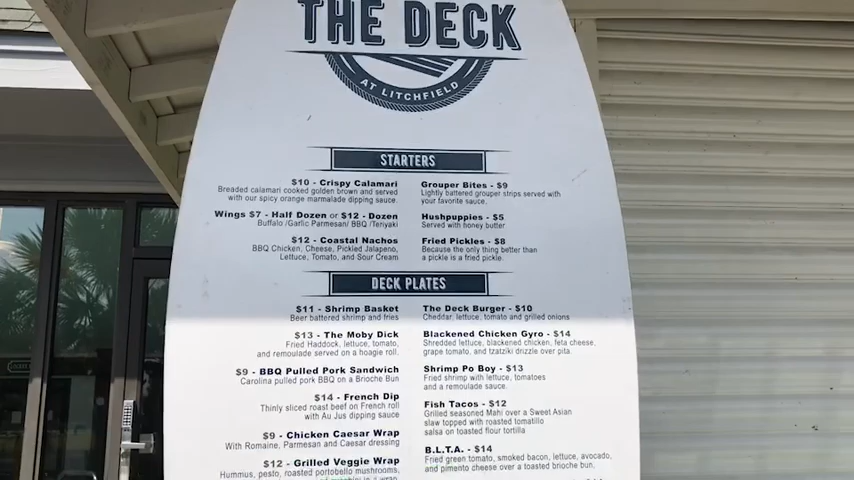 THE DECK
AT LITCHFIELD
STARTERS
$10 - Crispy Calamari
Breaded calamari cooked golden brown and served
with our spicy orange marmalade dipping sauce.
Wings $7 - Half Dozen or $12 - Dozen
Buffalo /Garlic Parmesan/ BBQ /Teriyaki
$12 - Coastal Nachos
BBQ Chicken, Cheese, Pickled Jalapeno,
Lettuce, Tomato, and Sour Cream
Grouper Bites - $9
Lightly battered grouper strips served with
your favorite sauce.
Hushpuppies - $5
Served with honey butter
Fried Pickles - $8
Because the only thing better than
a pickle is a fried pickle.
DECK PLATES
$11 - Shrimp Basket
Beer battered shrimp and fries
$13 - The Moby Dick
Fried Haddock, lettuce, tomato,
and remoulade served on a hoagie roll.
$9 - BBQ Pulled Pork Sandwich
Carolina pulled pork BBQ on a Brioche Bun
$14 - French Dip
Thinly sliced roast beef on French roll
with Au Jus dipping sauce
$9 - Chicken Caesar Wrap
With Romaine, Parmesan and Caesar dressing
$12 - Grilled Veggie Wrap
Hummus, pesto, roasted portobello mushrooms,
The Deck Burger - $10
Cheddar, lettuce, tomato and grilled onions
Blackened Chicken Gyro - $14
Shredded lettuce, blackened chicken, feta cheese,
grape tomato, and tzatziki drizzle over pita.
Shrimp Po Boy - $13
Fried shrimp with lettuce, tomatoes
and a remoulade sauce.
Fish Tacos - $12
Grilled seasoned Mahi over a Sweet Asian
slaw topped with roasted tomatillo
salsa on toasted flour tortilla
B.L.T.A. - $14
Fried green tomato, smoked bacon, lettuce, avocado,
and pimento cheese over a toasted brioche bun.